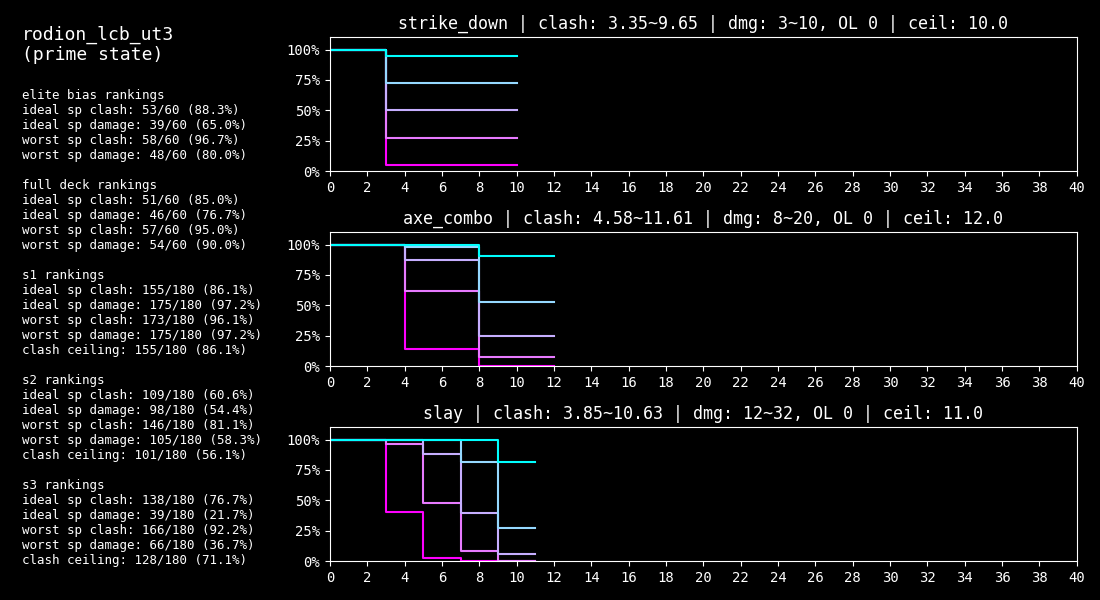 rodion_lcb_ut3
(prime state)
elite bias rankings
ideal sp clash: 53/60 (88.3%)
ideal sp damage: 39/60 (65.0%)
worst sp clash: 58/60 (96.7%)
worst sp damage: 48/60 (80.0%)
full deck rankings
ideal sp clash: 51/60 (85.0%)
ideal sp damage: 46/60 (76.7%)
worst sp clash: 57/60 (95.0%)
worst sp damage: 54/60 (90.0%)
s1 rankings
ideal sp clash: 155/180 (86.1%)
ideal sp damage: 175/180 (97.2%)
worst sp clash: 173/180 (96.1%)
worst sp damage: 175/180 (97.2%)
clash ceiling: 155/180 (86.1%)
s2 rankings
ideal sp clash: 109/180 (60.6%)
ideal sp damage: 98/180 (54.4%)
worst sp clash: 146/180 (81.1%)
worst sp damage: 105/180 (58.3%)
clash ceiling: 101/180 (56.1%)
s3 rankings
ideal sp clash: 138/180 (76.7%)
ideal sp damage: 39/180 (21.7%)
worst sp clash: 166/180 (92.2%)
worst sp damage: 66/180 (36.7%)
clash ceiling: 128/180 (71.1%)
strike_down | clash: 3.35~9.65 | dmg: 3~10, OL 0 | ceil: 10.0
100%
75%
50%
25%
0%
0 2 4 6 8 10 12 14 16 18 20 22 24 26 28 30 32 34 36 38 40
axe_combo | clash: 4.58~11.61 | dmg: 8~20, OL 0 | ceil: 12.0
100%
75%
50%
25%
0%
0 2 4 6 8 10 12 14 16 18 20 22 24 26 28 30 32 34 36 38 40
slay | clash: 3.85~10.63 | dmg: 12~32, OL 0 | ceil: 11.0
100%
75%
50%
25%
0%
0 2 4 6 8 10 12 14 16 18 20 22 24 26 28 30 32 34 36 38 40